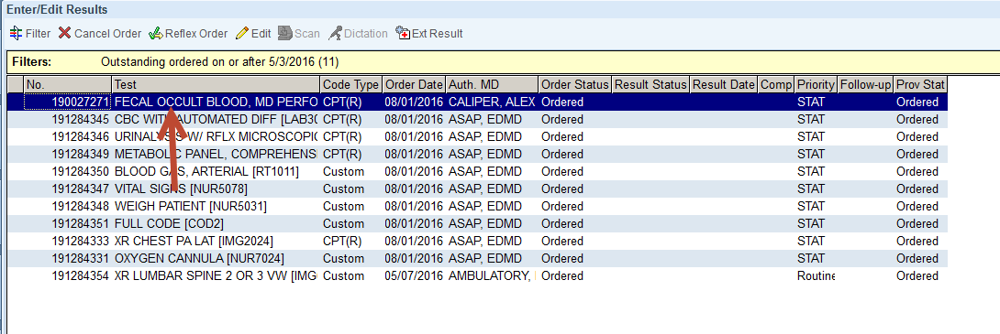 Enter/Edit Results
Filter Cancel Order Reflex Order Edit Scan Dictation Ext Result
Filters: Outstanding ordered on or after 5/3/2016 (11)
No. Test Code Type Order Date Auth. MD Order Status Result Status Result Date Comp Priority Follow-up Prov Stat
190027271 FECAL OCCULT BLOOD, MD PERFO CPT(R) 08/01/2016 CALIPER, ALEX Ordered STAT Ordered
191284345 CBC WITH AUTOMATED DIFF [LAB30 CPT(R) 08/01/2016 ASAP, EDMD Ordered STAT Ordered
191284346 URINALYSIS W/ RFLX MICROSCOPIC CPT(R) 08/01/2016 ASAP, EDMD Ordered STAT Ordered
191284349 METABOLIC PANEL, COMPREHENS CPT(R) 08/01/2016 ASAP, EDMD Ordered STAT Ordered
191284350 BLOOD GAS, ARTERIAL [RT1011] Custom 08/01/2016 ASAP, EDMD Ordered STAT Ordered
191284347 VITAL SIGNS [NUR5078] Custom 08/01/2016 ASAP, EDMD Ordered STAT Ordered
191284348 WEIGH PATIENT [NUR5031] Custom 08/01/2016 ASAP, EDMD Ordered STAT Ordered
191284351 FULL CODE [COD2] Custom 08/01/2016 ASAP, EDMD Ordered STAT Ordered
191284333 XR CHEST PA LAT [IMG2024] CPT(R) 08/01/2016 ASAP, EDMD Ordered STAT Ordered
191284331 OXYGEN CANNULA [NUR7024] Custom 08/01/2016 ASAP, EDMD Ordered STAT Ordered
191284354 XR LUMBAR SPINE 2 OR 3 VW [IMG Custom 05/07/2016 AMBULATORY, Ordered Routine Ordered